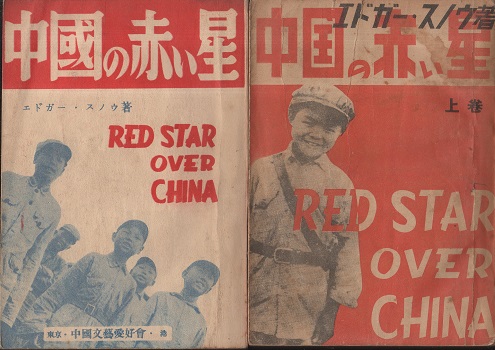 中國の赤い星
エドガー・スノウ著
RED STAR
OVER
CHINA
東京・中國文藝愛好會・發
エドガー・スノウ著
中国の赤い星
上巻
RED STAR
OVER
CHINA